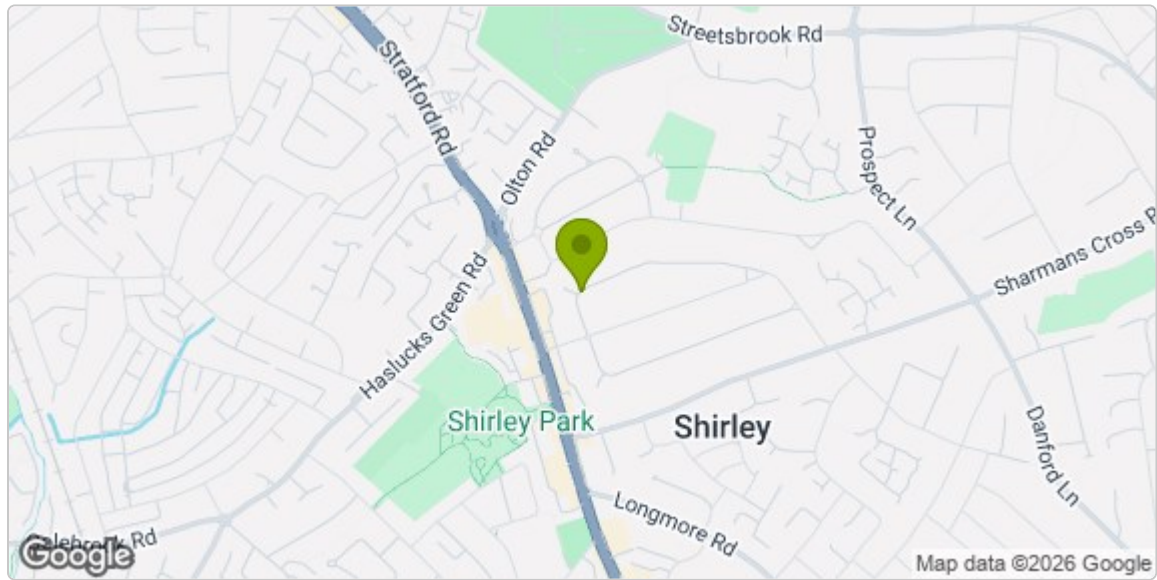 Streetsbrook Rd
Stratford Rd
Olton Rd
Prospect Ln
Sharmans Cross R
Haslucks Green Rd
Shirley Park
Shirley
Danford Ln
Longmore Rd
Rd
Google
Map data ©2026 Google